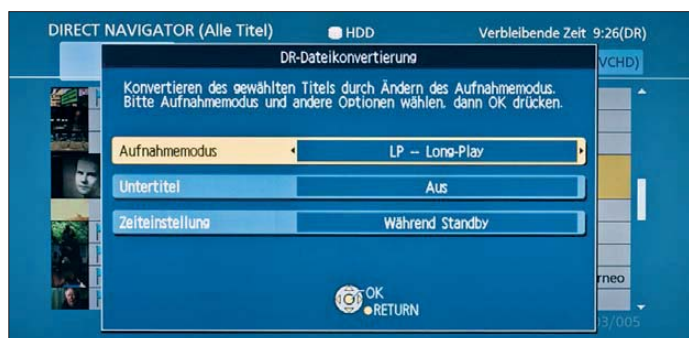 DIRECT NAVIGATOR (Alle Titel) HDD Verbleibende Zeit 9:26(DR)
VCHD)
DR-Dateikonvertierung
Konvertieren des gewählten Titels durch Ändern des Aufnahmemodus.
Bitte Aufnahmemodus und andere Optionen wählen, dann OK drücken.
Aufnahmemodus LP -- Long-Play
Untertitel Aus
Zeiteinstellung Während Standby
rneo
OK
RETURN
03/005